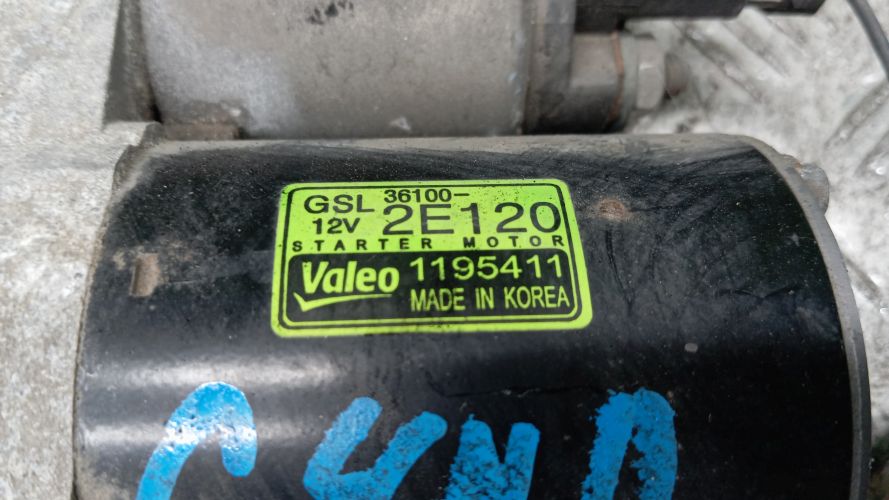 GSL 36100-
12V 2E120
STARTER MOTOR
Valeo 1195411
MADE IN KOREA